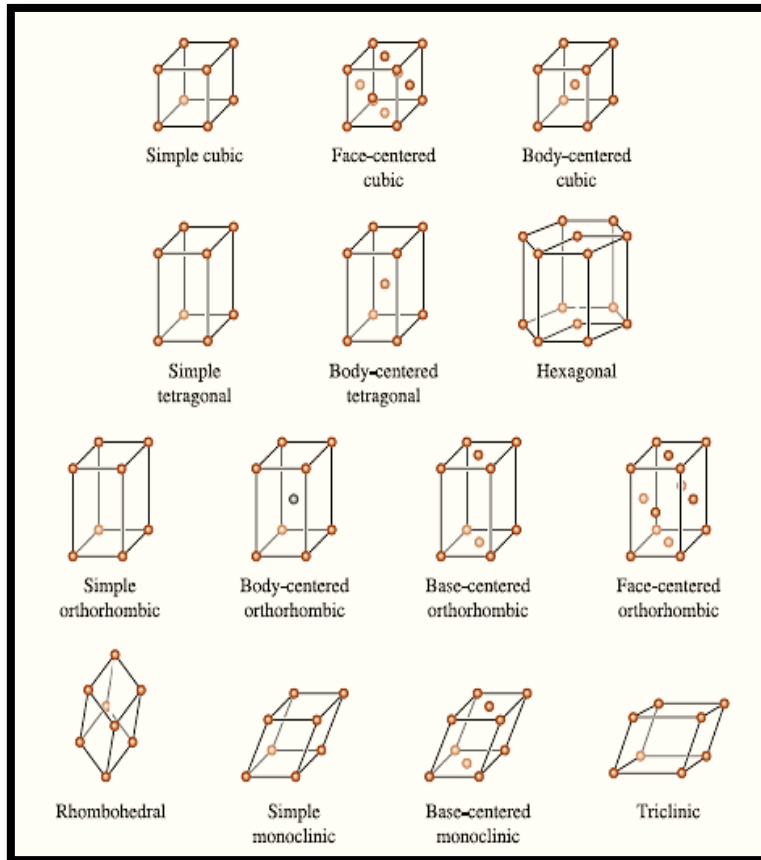 Simple cubic
Face-centered
cubic
Body-centered
cubic
Simple
tetragonal
Body-centered
tetragonal
Hexagonal
Simple
orthorhombic
Body-centered
orthorhombic
Base-centered
orthorhombic
Face-centered
orthorhombic
Rhombohedral
Simple
monoclinic
Base-centered
monoclinic
Triclinic